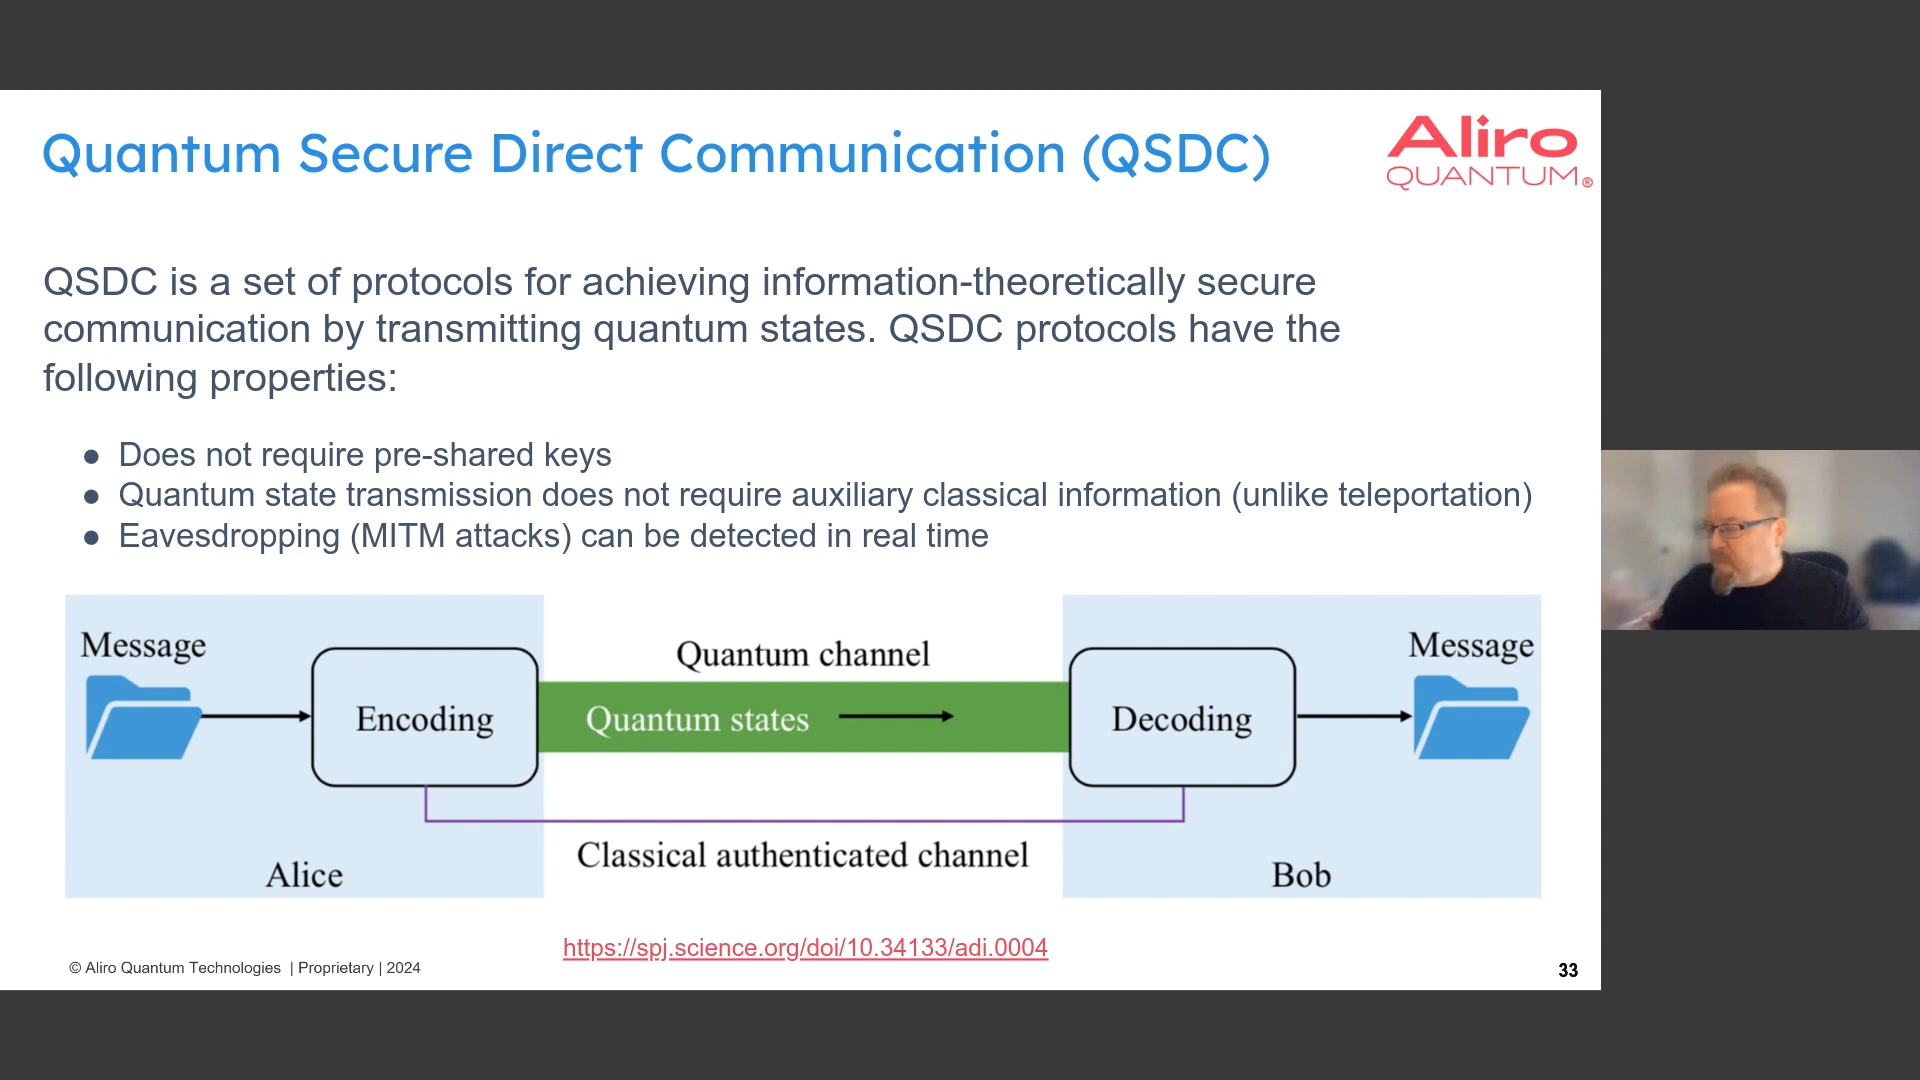 Quantum Secure Direct Communication (QSDC)
Aliro
QUANTUM®
QSDC is a set of protocols for achieving information-theoretically secure
communication by transmitting quantum states. QSDC protocols have the
following properties:
● Does not require pre-shared keys
● Quantum state transmission does not require auxiliary classical information (unlike teleportation)
● Eavesdropping (MITM attacks) can be detected in real time
Message
Quantum channel
Message
Encoding
Quantum states
Decoding
Classical authenticated channel
Alice
Bob
https://spj.science.org/doi/10.34133/adi.0004
© Aliro Quantum Technologies | Proprietary | 2024
33